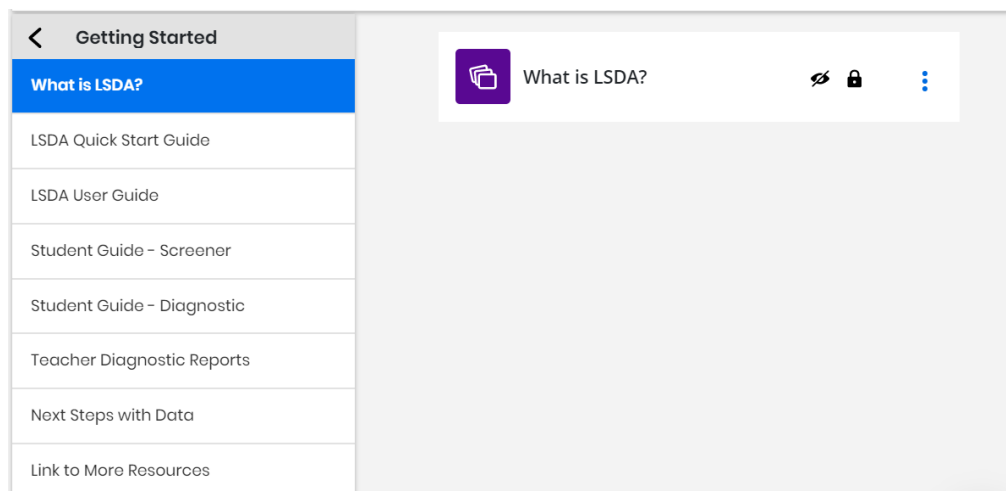 Getting Started
What is LSDA?
LSDA Quick Start Guide
LSDA User Guide
Student Guide - Screener
Student Guide - Diagnostic
Teacher Diagnostic Reports
Next Steps with Data
Link to More Resources
What is LSDA?